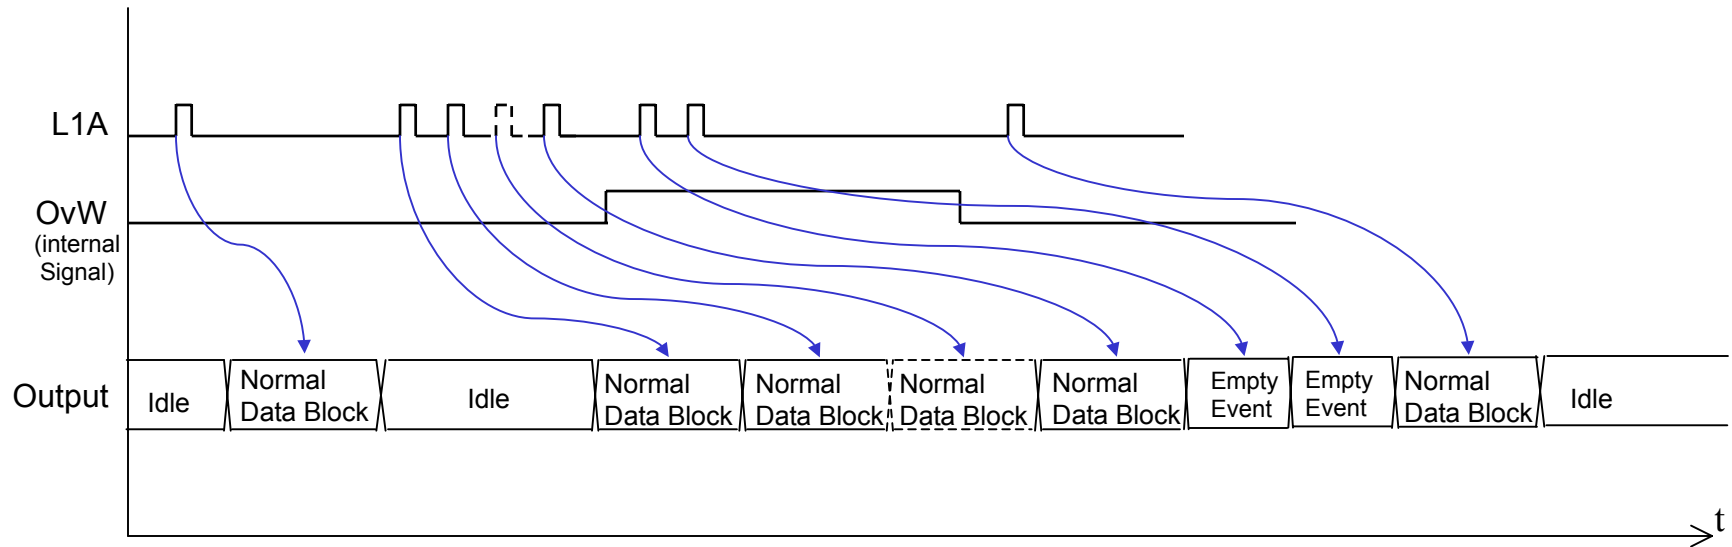 L1A
OvW
(internal
Signal)
Output
Idle
Normal
Data Block
Idle
Normal
Data Block
Normal
Data Block
Normal
Data Block
Normal
Data Block
Empty
Event
Empty
Event
Normal
Data Block
Idle
t